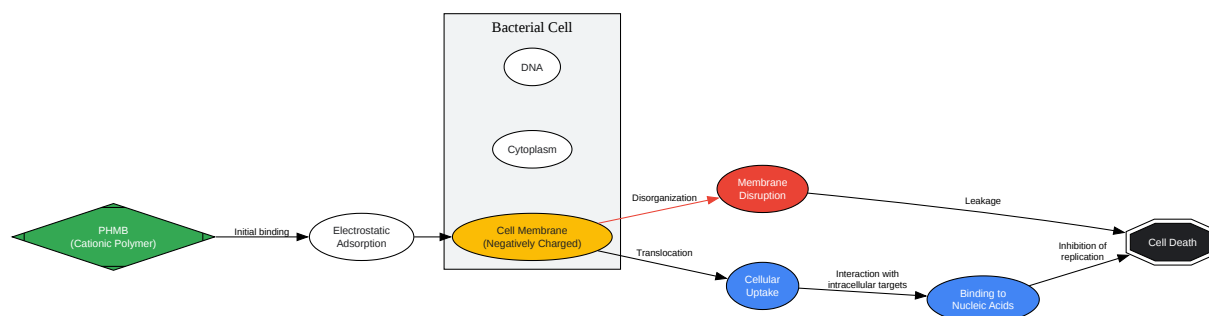 Bacterial Cell
DNA
Cytoplasm
PHMB
(Cationic Polymer)
Initial binding
Electrostatic
Adsorption
Cell Membrane
(Negatively Charged)
Disorganization
Membrane
Disruption
Leakage
Translocation
Cellular
Uptake
Interaction with
intracellular targets
Binding to
Nucleic Acids
Inhibition of
replication
Cell Death